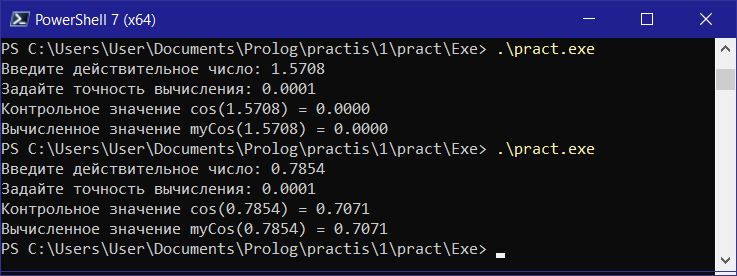 PowerShell 7 (x64)
PS C:\Users\User\Documents\Prolog\practis\1\pract\Exe> .\pract.exe
Введите действительное число: 1.5708
Задайте точность вычисления: 0.0001
Контрольное значение cos(1.5708) = 0.0000
Вычисленное значение myCos(1.5708) = 0.0000
PS C:\Users\User\Documents\Prolog\practis\1\pract\Exe> .\pract.exe
Введите действительное число: 0.7854
Задайте точность вычисления: 0.0001
Контрольное значение cos(0.7854) = 0.7071
Вычисленное значение myCos(0.7854) = 0.7071
PS C:\Users\User\Documents\Prolog\practis\1\pract\Exe>